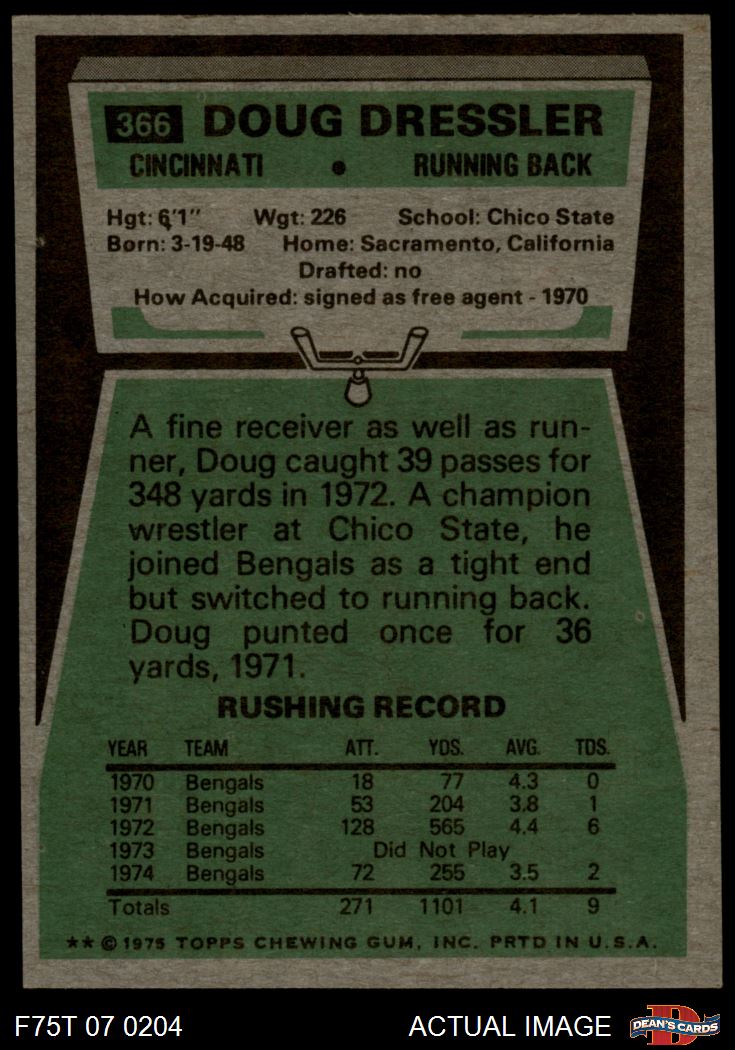 366 DOUG DRESSLER
CINCINNATI • RUNNING BACK
Hgt: 6'1" Wgt: 226 School: Chico State
Born: 3-19-48 Home: Sacramento, California
Drafted: no
How Acquired: signed as free agent - 1970
A fine receiver as well as run-
ner, Doug caught 39 passes for
348 yards in 1972. A champion
wrestler at Chico State, he
joined Bengals as a tight end
but switched to running back.
Doug punted once for 36
yards, 1971.
RUSHING RECORD
YEAR TEAM ATT. YDS. AVG. TDS.
1970 Bengals 18 77 4.3 0
1971 Bengals 53 204 3.8 1
1972 Bengals 128 565 4.4 6
1973 Bengals Did Not Play
1974 Bengals 72 255 3.5 2
Totals 271 1101 4.1 9
** © 1975 TOPPS CHEWING GUM, INC. PRTD IN U.S.A.
F75T 07 0204 ACTUAL IMAGE DEAN'S CARDS